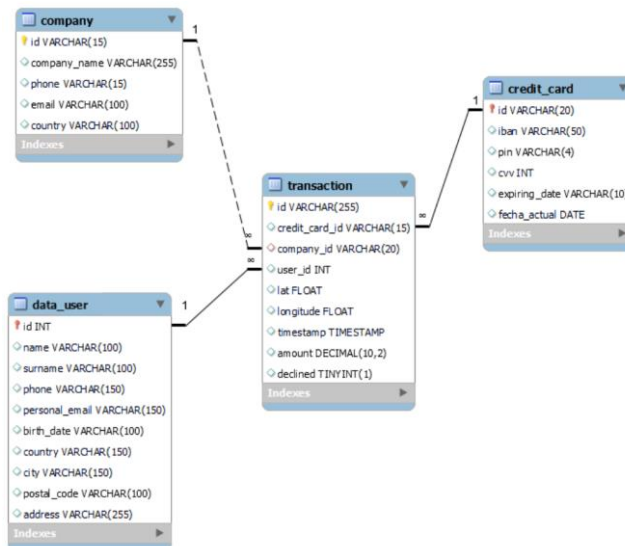 company
id VARCHAR(15)
company_name VARCHAR(255)
phone VARCHAR(15)
email VARCHAR(100)
country VARCHAR(100)
Indexes
1
∞
transaction
id VARCHAR(255)
credit_card_id VARCHAR(15)
company_id VARCHAR(20)
user_id INT
lat FLOAT
longitude FLOAT
timestamp TIMESTAMP
amount DECIMAL(10,2)
declined TINYINT(1)
Indexes
∞
∞
1
credit_card
id VARCHAR(20)
iban VARCHAR(50)
pin VARCHAR(4)
cvv INT
expiring_date VARCHAR(10)
fecha_actual DATE
Indexes
1
data_user
id INT
name VARCHAR(100)
surname VARCHAR(100)
phone VARCHAR(150)
personal_email VARCHAR(150)
birth_date VARCHAR(100)
country VARCHAR(150)
city VARCHAR(150)
postal_code VARCHAR(100)
address VARCHAR(255)
Indexes